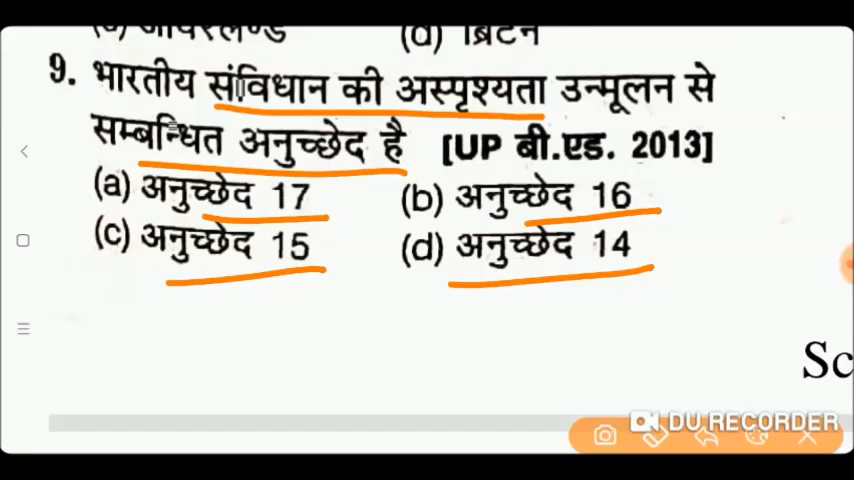 (d) ब्रिटेन
9. भारतीय संविधान की अस्पृश्यता उन्मूलन से
सम्बन्धित अनुच्छेद है [UP बी.एड. 2013]
(a) अनुच्छेद 17 (b) अनुच्छेद 16
(c) अनुच्छेद 15 (d) अनुच्छेद 14
Sc
DU RECORDER